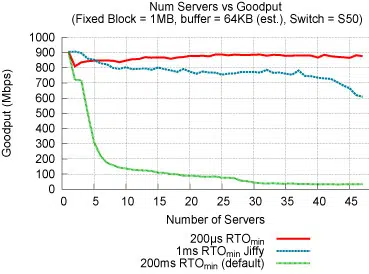 Num Servers vs Goodput
(Fixed Block = 1MB, buffer = 64KB (est.), Switch = S50)
1000
900
800
700
600
500
400
300
200
100
0
Goodput (Mbps)
0 5 10 15 20 25 30 35 40 45
Number of Servers
200μs RTOmin
1ms RTOmin Jiffy
200ms RTOmin (default)